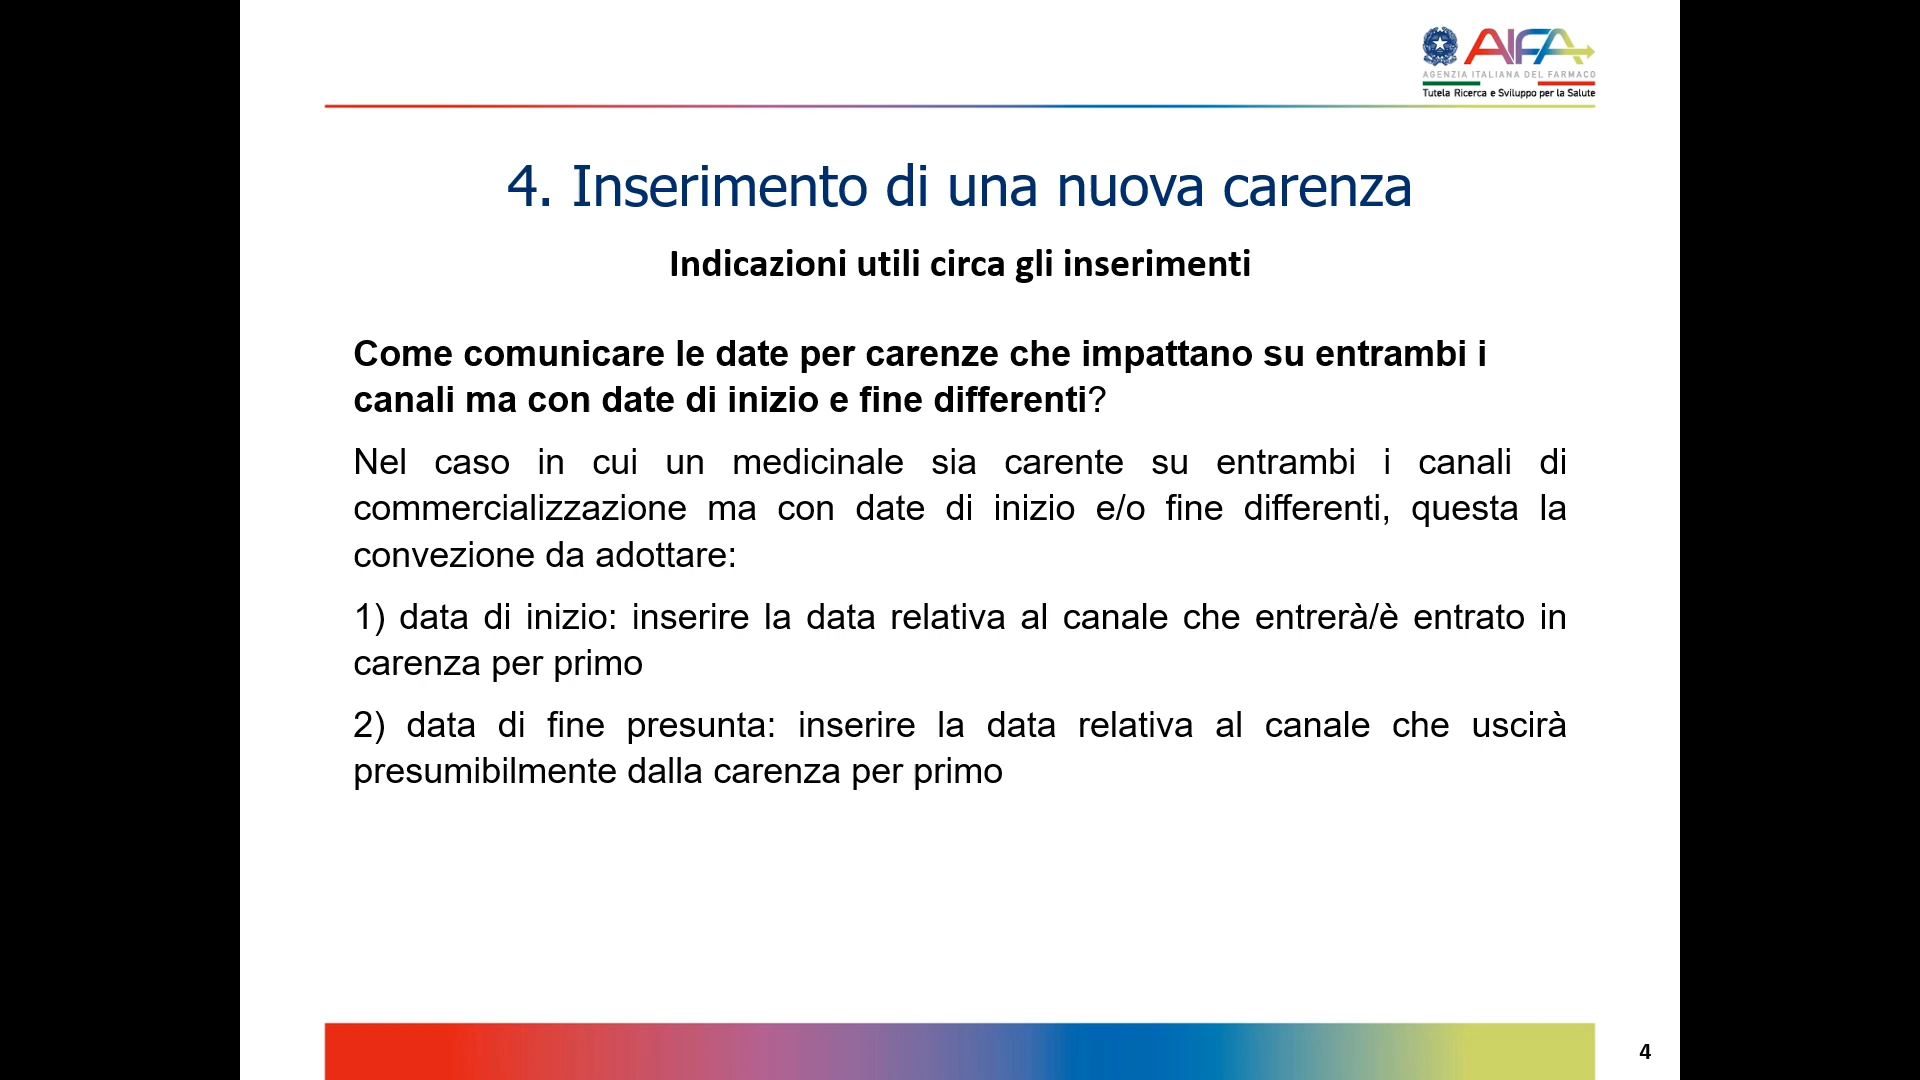 AIFA
AGENZIA ITALIANA DEL FARMACO
Tutela Ricerca e Sviluppo per la Salute
4. Inserimento di una nuova carenza
Indicazioni utili circa gli inserimenti
Come comunicare le date per carenze che impattano su entrambi i
canali ma con date di inizio e fine differenti?
Nel caso in cui un medicinale sia carente su entrambi i canali di
commercializzazione ma con date di inizio e/o fine differenti, questa la
convezione da adottare:
1) data di inizio: inserire la data relativa al canale che entrerà/è entrato in
carenza per primo
2) data di fine presunta: inserire la data relativa al canale che uscirà
presumibilmente dalla carenza per primo
4